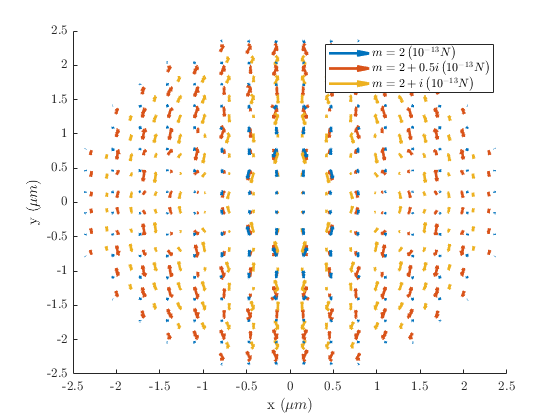 2.5
2
1.5
1
0.5
0
-0.5
-1
-1.5
-2
-2.5
y (μm)
m = 2 (10⁻¹³N)
m = 2 + 0.5i (10⁻¹³N)
m = 2 + i (10⁻¹³N)
-2.5 -2 -1.5 -1 -0.5 0 0.5 1 1.5 2 2.5
x (μm)